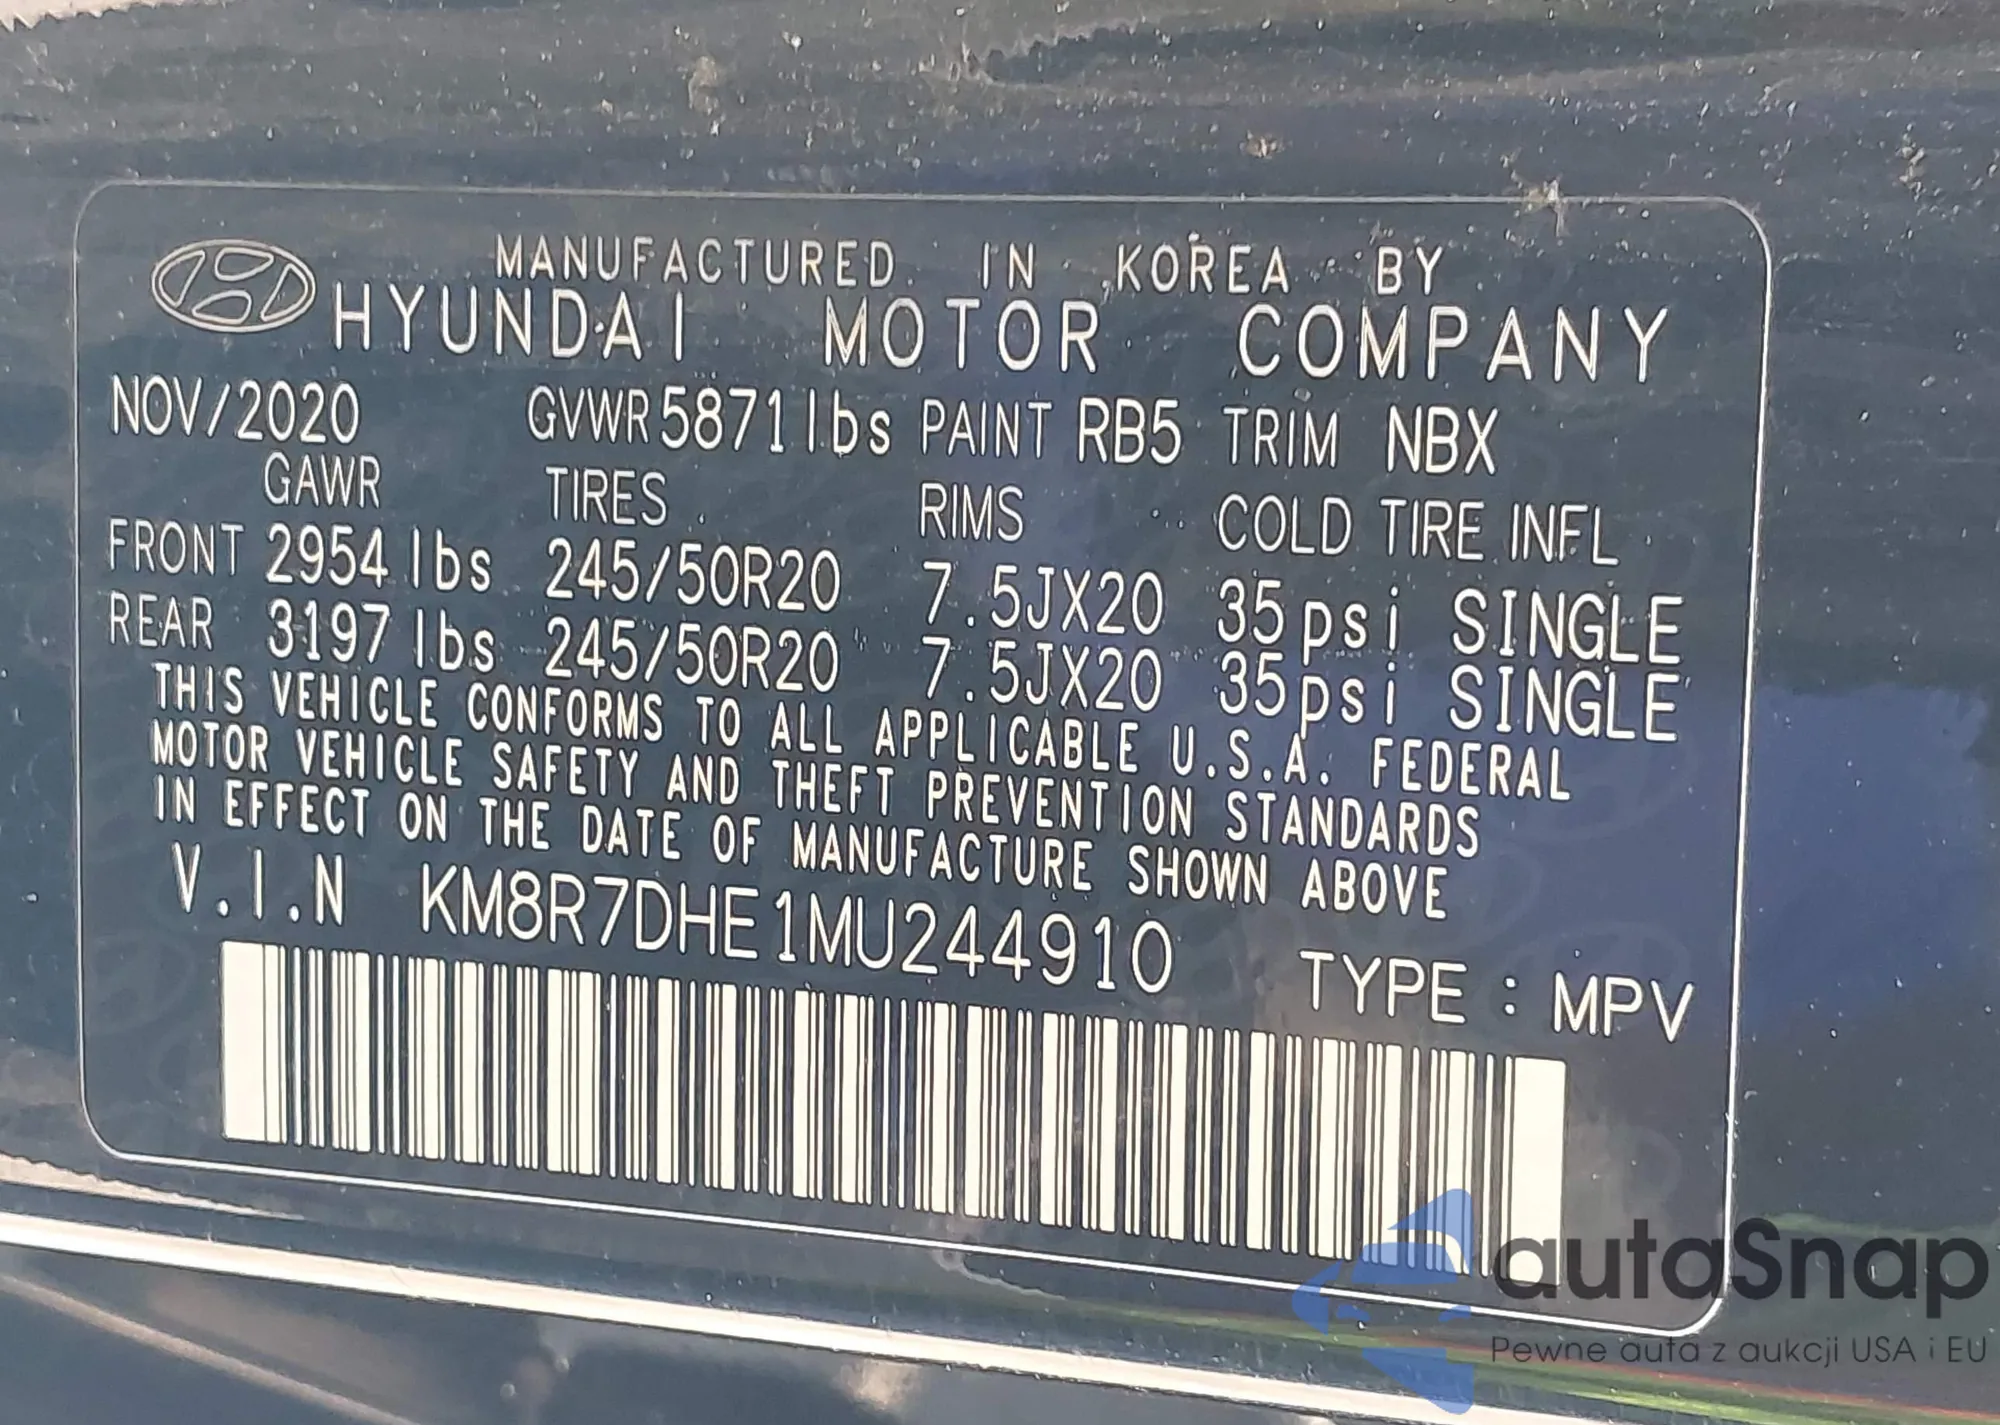 MANUFACTURED IN KOREA BY
HYUNDAI MOTOR COMPANY
NOV/2020 GVWR 5871 lbs PAINT RB5 TRIM NBX
GAWR TIRES RIMS COLD TIRE INFL
FRONT 2954 lbs 245/50R20 7.5JX20 35psi SINGLE
REAR 3197 lbs 245/50R20 7.5JX20 35psi SINGLE
THIS VEHICLE CONFORMS TO ALL APPLICABLE U.S.A. FEDERAL
MOTOR VEHICLE SAFETY AND THEFT PREVENTION STANDARDS
IN EFFECT ON THE DATE OF MANUFACTURE SHOWN ABOVE
V.I.N KM8R7DHE1MU244910
TYPE : MPV
autoSnap
Pewne auta z aukcji USA i EU